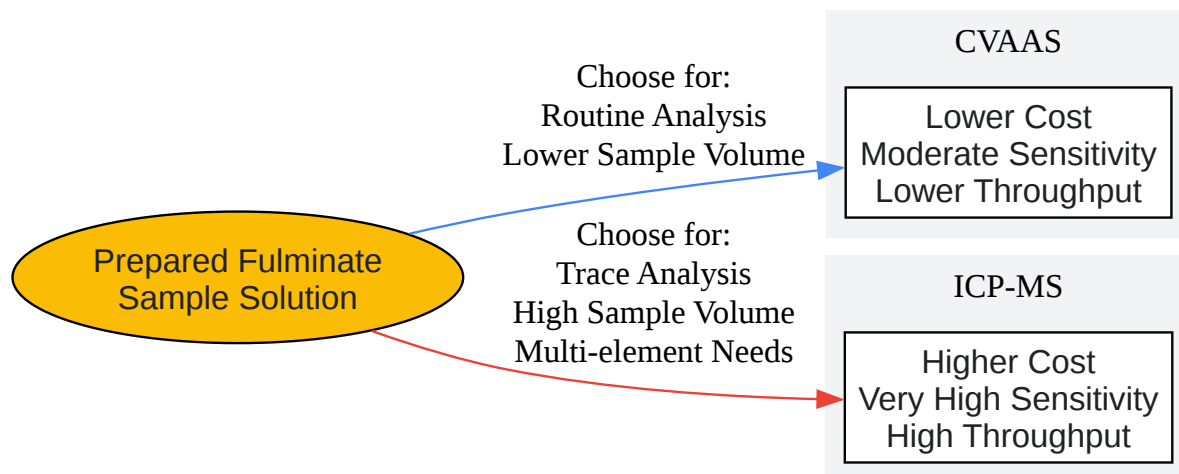 Prepared Fulminate
Sample Solution
Choose for:
Routine Analysis
Lower Sample Volume
CVAAS
Lower Cost
Moderate Sensitivity
Lower Throughput
Choose for:
Trace Analysis
High Sample Volume
Multi-element Needs
ICP-MS
Higher Cost
Very High Sensitivity
High Throughput